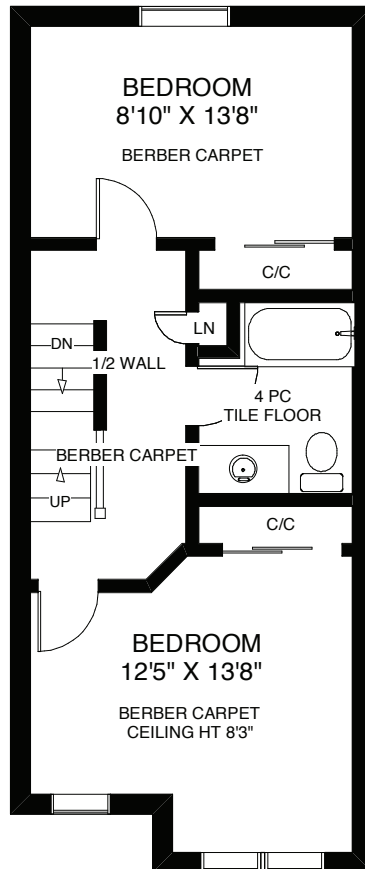 BEDROOM
8'10" X 13'8"
BERBER CARPET
C/C
LN
DN
1/2 WALL
4 PC
TILE FLOOR
BERBER CARPET
UP
C/C
BEDROOM
12'5" X 13'8"
BERBER CARPET
CEILING HT 8'3"